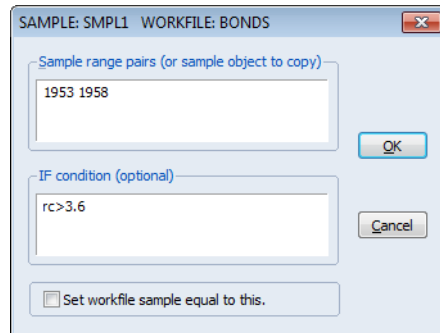 SAMPLE: SMPL1 WORKFILE: BONDS
Sample range pairs (or sample object to copy)
1953 1958
OK
IF condition (optional)
rc>3.6
Cancel
Set workfile sample equal to this.